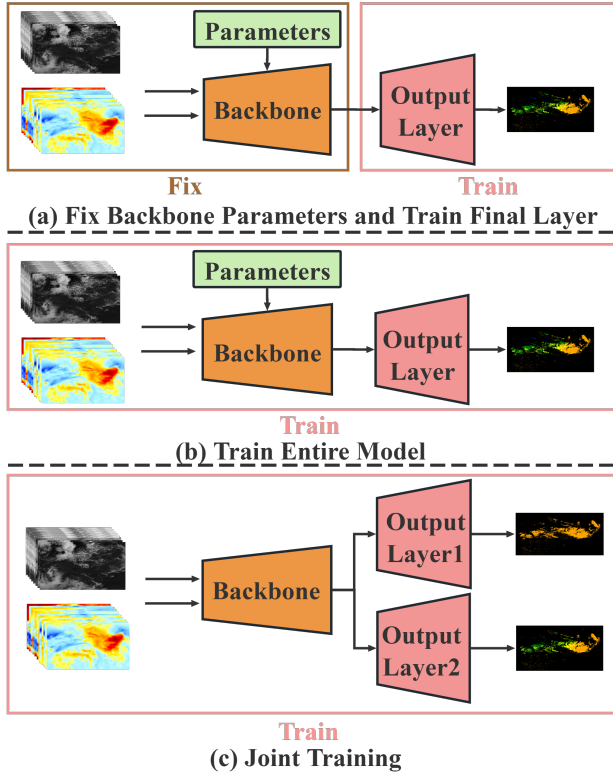 Parameters
Backbone
Output
Layer
Fix
Train
(a) Fix Backbone Parameters and Train Final Layer
Parameters
Backbone
Output
Layer
Train
(b) Train Entire Model
Output
Layer1
Backbone
Output
Layer2
Train
(c) Joint Training